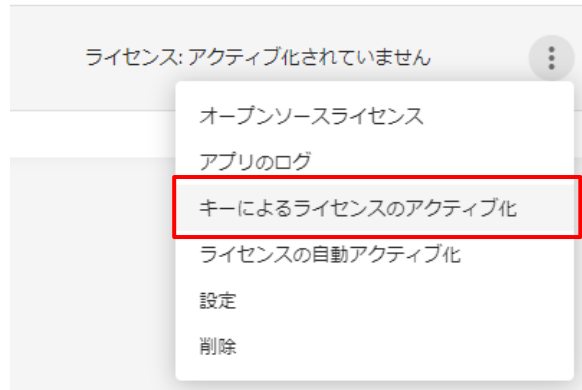 ライセンス: アクティブ化されていません
オープンソースライセンス
アプリのログ
キーによるライセンスのアクティブ化
ライセンスの自動アクティブ化
設定
削除